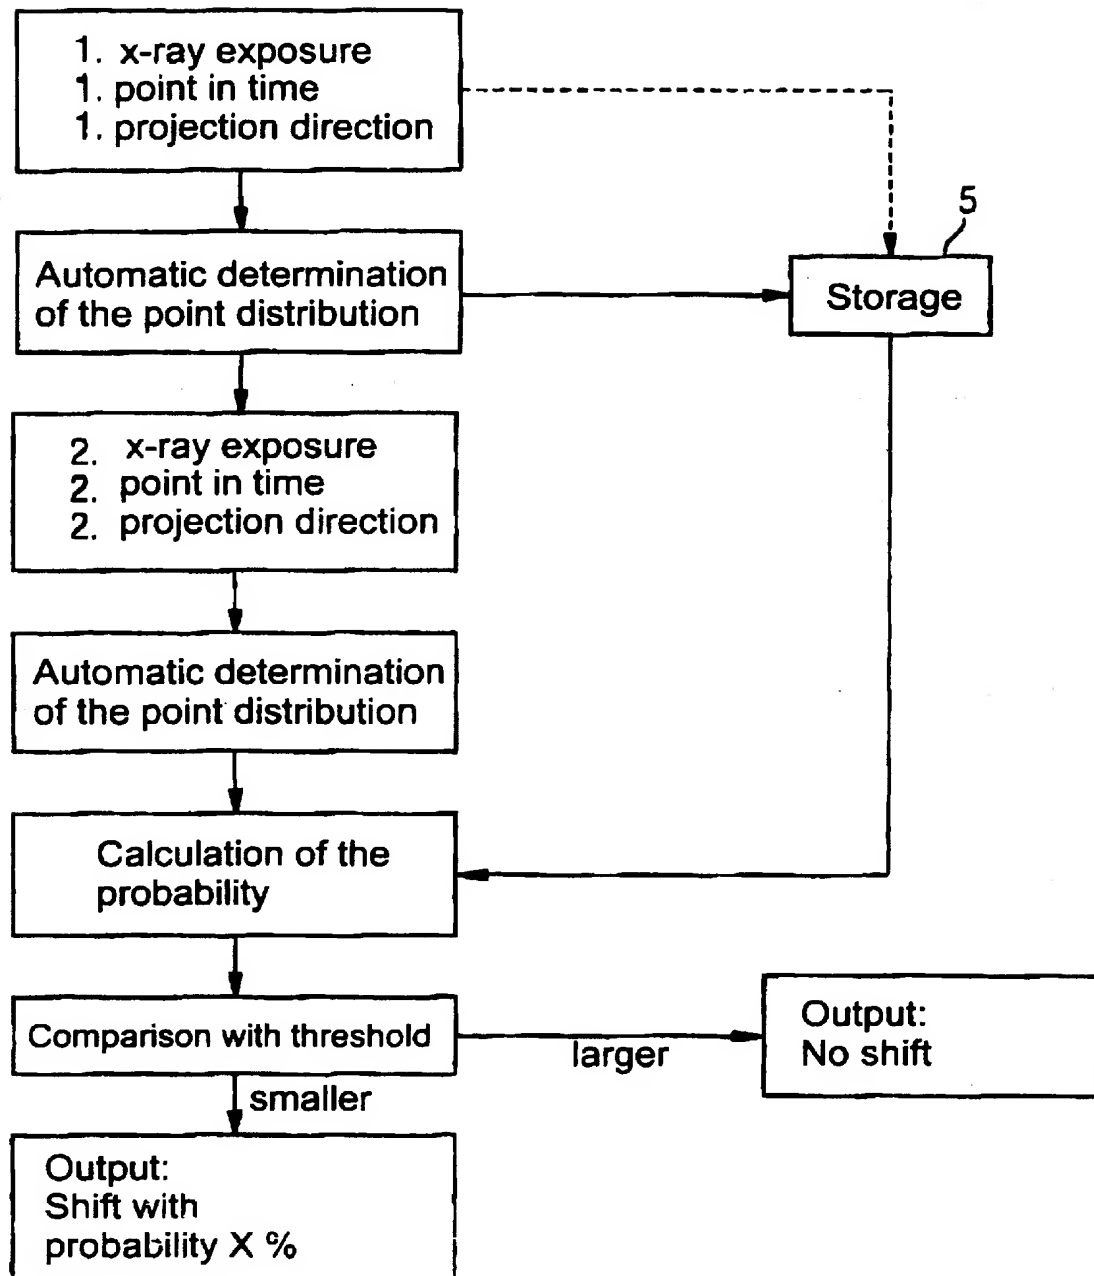 1. x-ray exposure
1. point in time
1. projection direction
5
Automatic determination
of the point distribution
Storage
2. x-ray exposure
2. point in time
2. projection direction
Automatic determination
of the point distribution
Calculation of the
probability
Comparison with threshold
larger
Output:
No shift
smaller
Output:
Shift with
probability X %